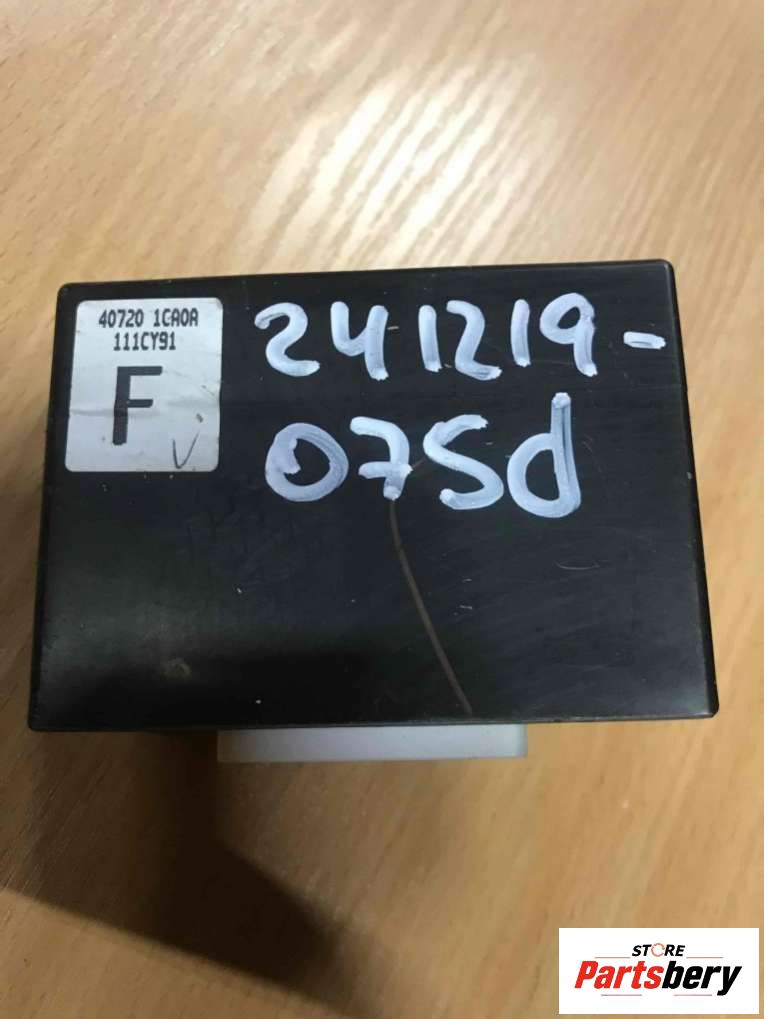 40720 1CA0A
111CY91
F
V
241219-
075d
STORE
Partsbery